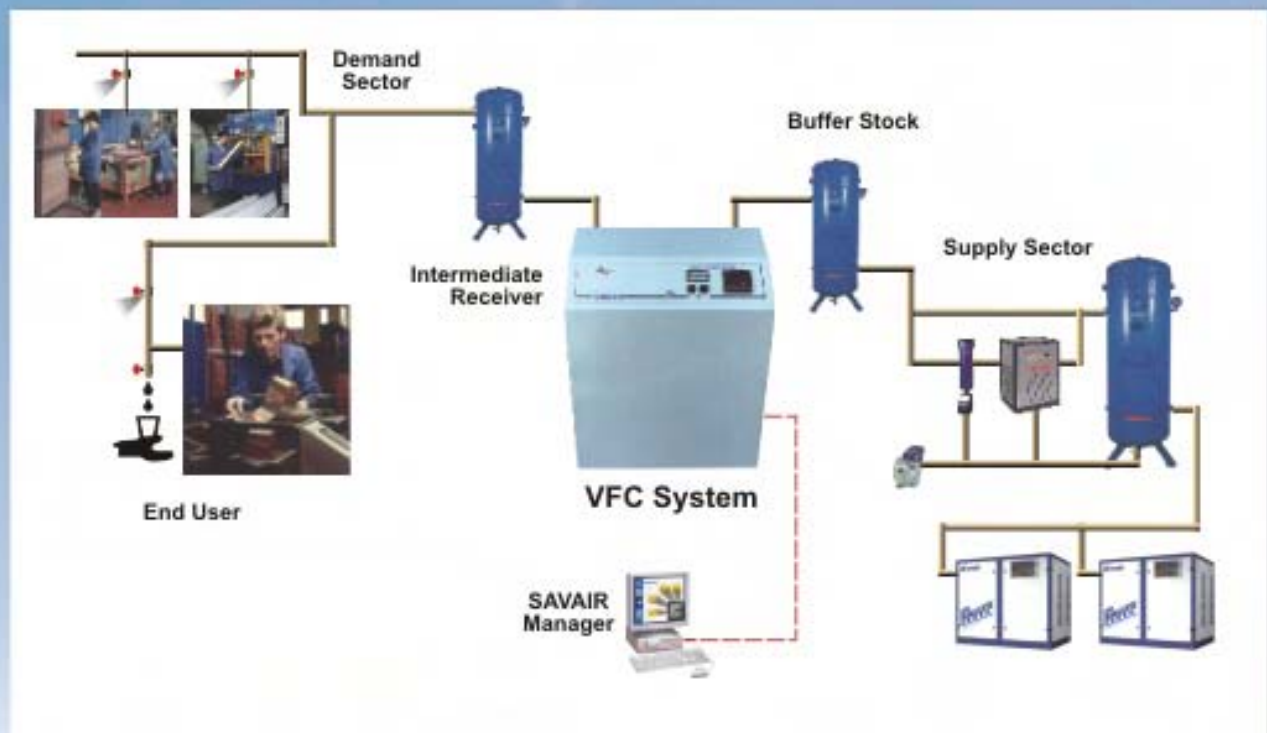 Demand
Sector
Buffer Stock
Supply Sector
Intermediate
Receiver
VFC System
End User
SAVAIR
Manager